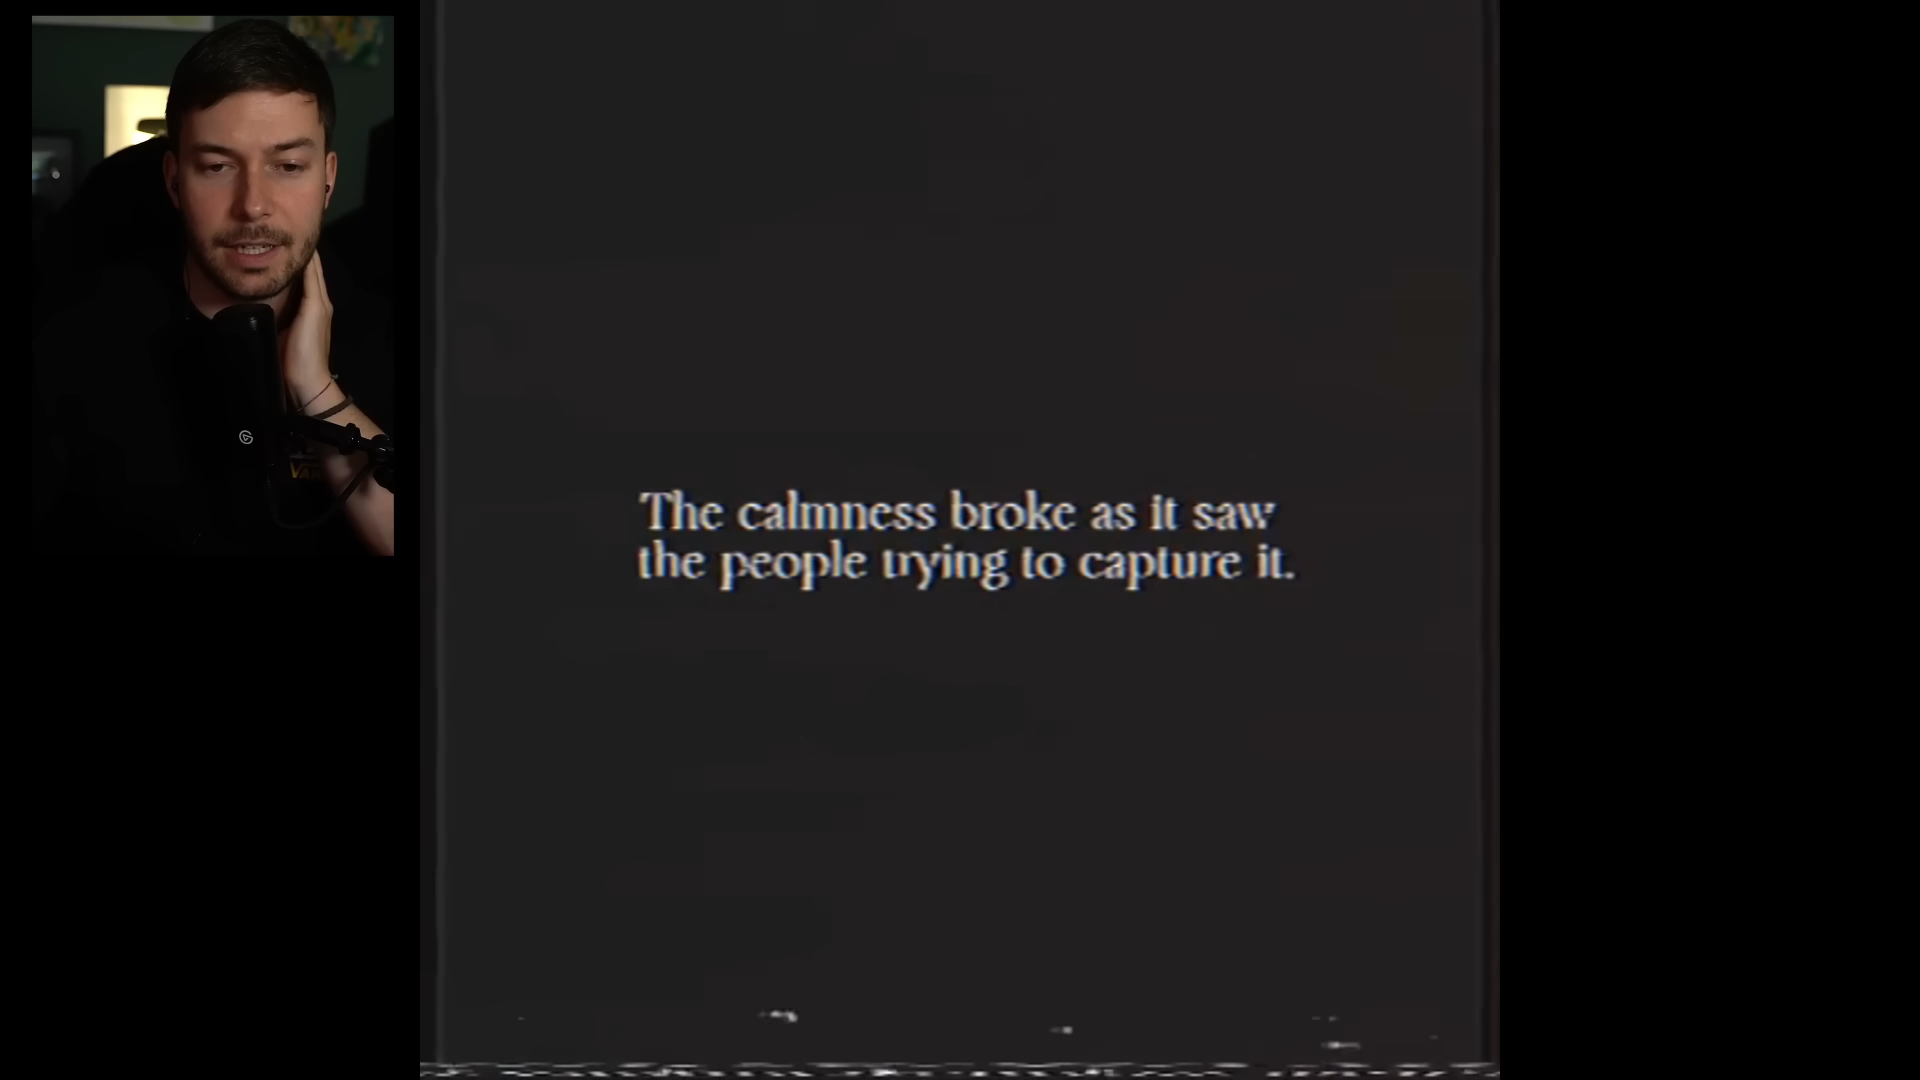 The calmness broke as it saw
the people trying to capture it.